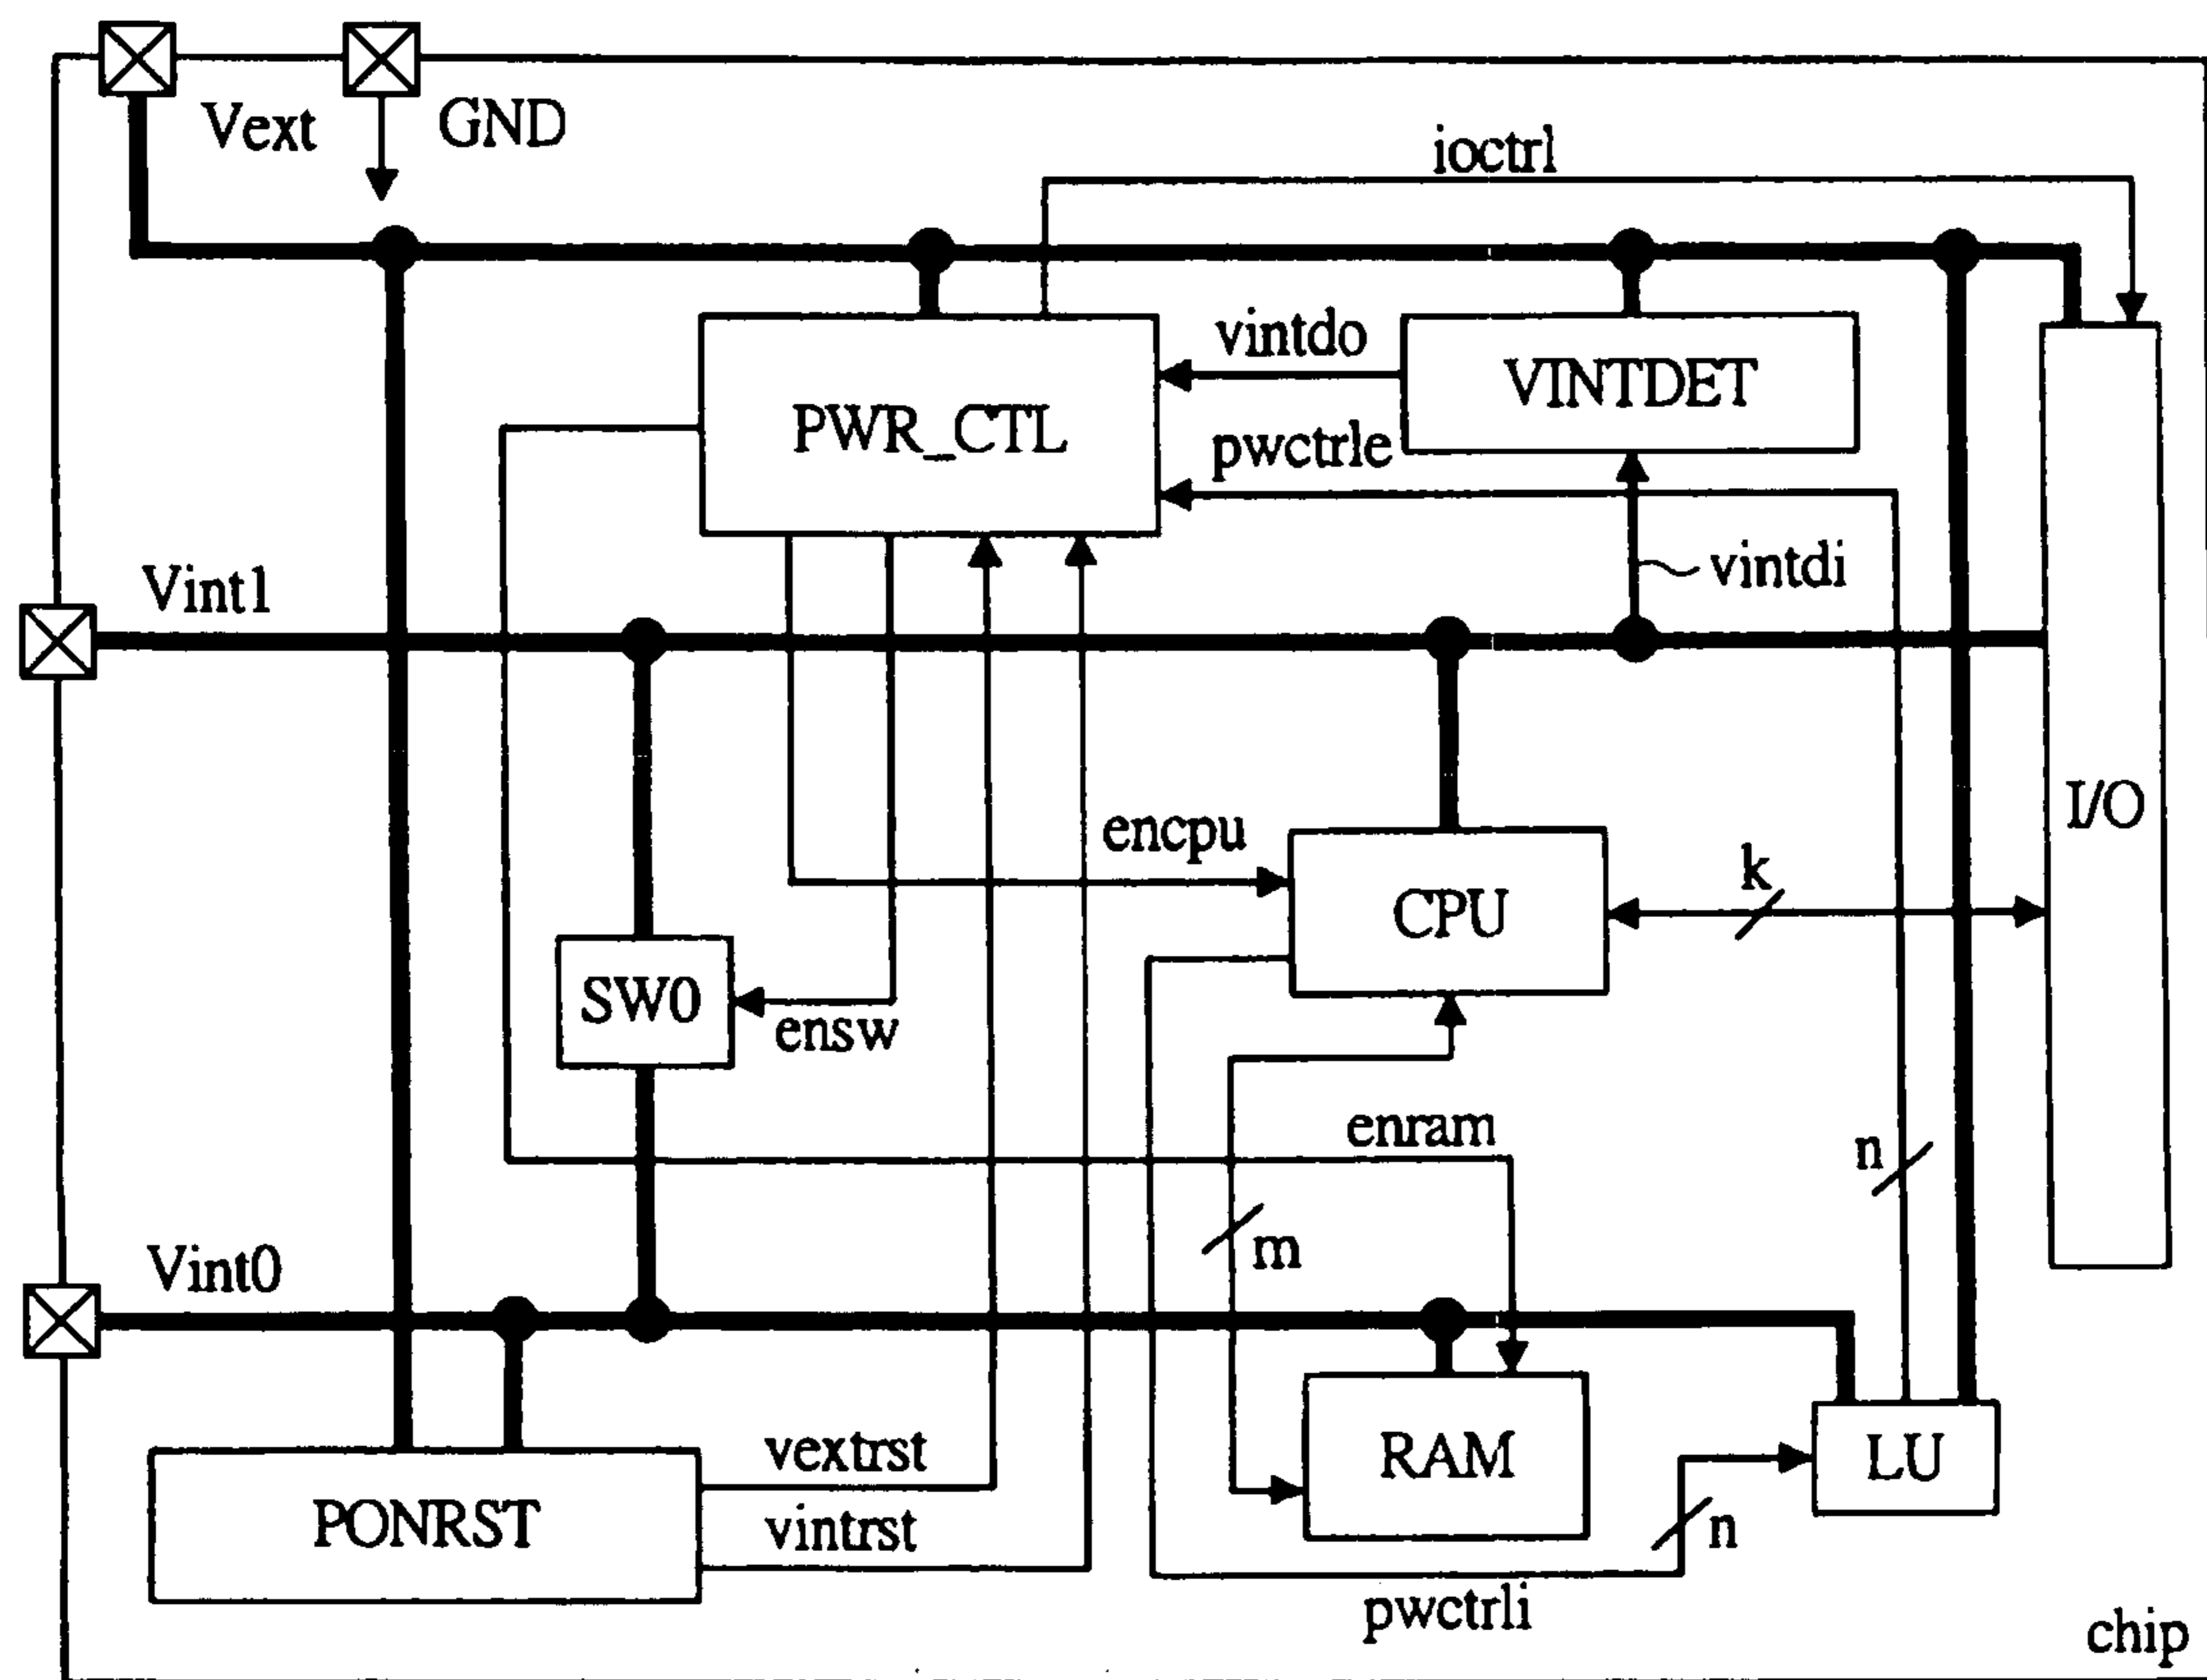 Vext
GND
ioctrl
vintdo
VINTDET
PWR_CTL
pwctrle
vintdi
Vint1
I/O
encpu
k
CPU
SW0
ensw
enram
n
m
Vint0
vextrst
RAM
LU
PONRST
vintrst
n
pwctrli
chip